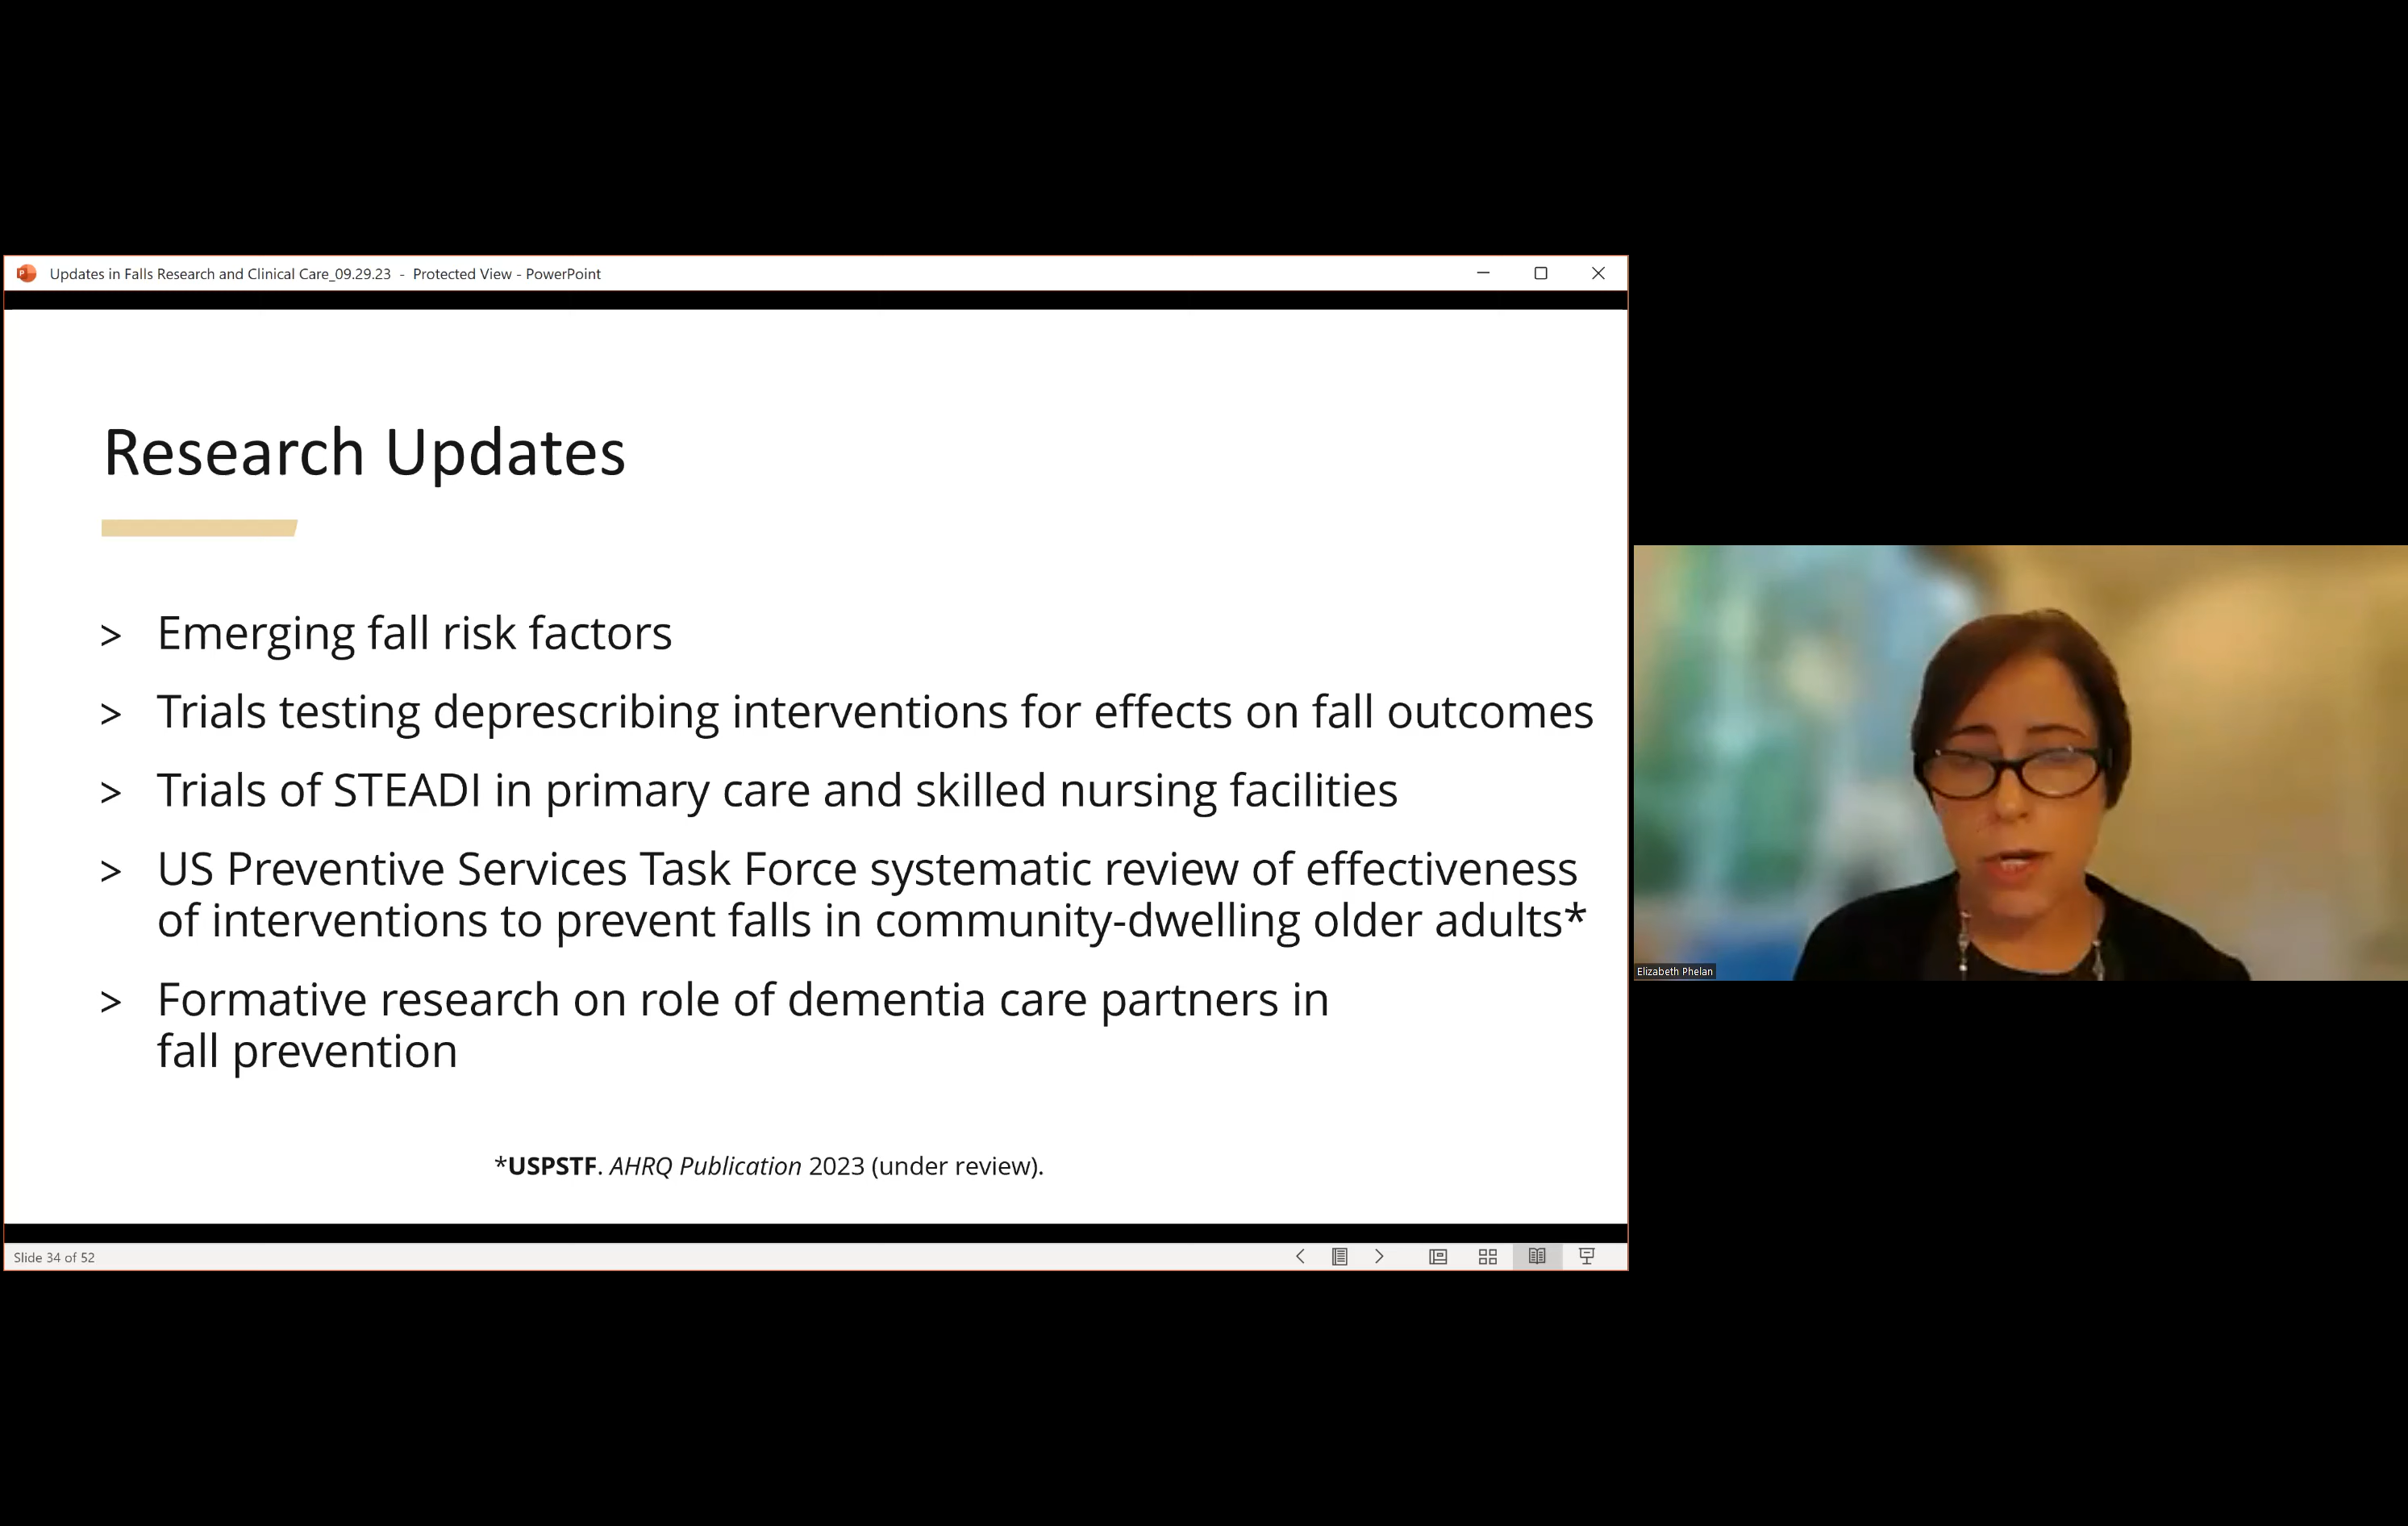 Updates in Falls Research and Clinical Care_09.29.23 - Protected View - PowerPoint
Research Updates
> Emerging fall risk factors
> Trials testing deprescribing interventions for effects on fall outcomes
> Trials of STEADI in primary care and skilled nursing facilities
> US Preventive Services Task Force systematic review of effectiveness
of interventions to prevent falls in community-dwelling older adults*
> Formative research on role of dementia care partners in
fall prevention
*USPSTF. AHRQ Publication 2023 (under review).
Slide 34 of 52
Elizabeth Phelan